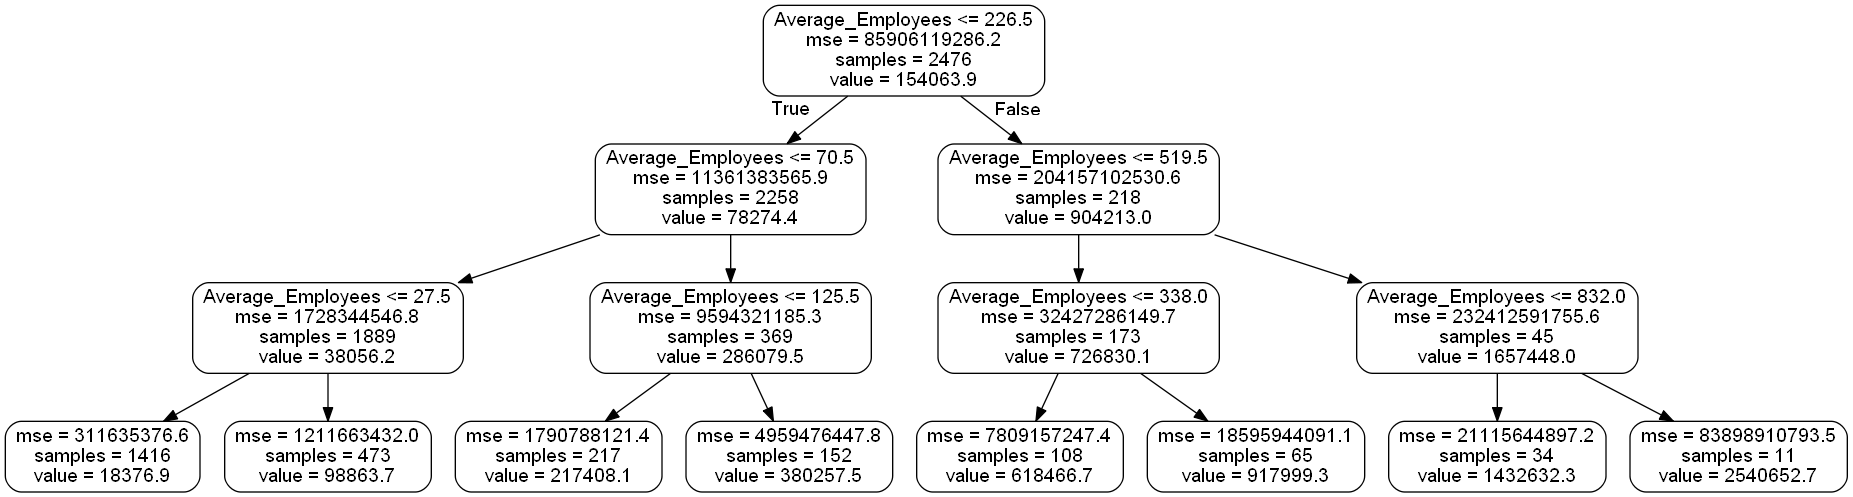 Average_Employees <= 226.5
mse = 85906119286.2
samples = 2476
value = 154063.9
True
False
Average_Employees <= 70.5
mse = 11361383565.9
samples = 2258
value = 78274.4
Average_Employees <= 519.5
mse = 204157102530.6
samples = 218
value = 904213.0
Average_Employees <= 27.5
mse = 1728344546.8
samples = 1889
value = 38056.2
Average_Employees <= 125.5
mse = 9594321185.3
samples = 369
value = 286079.5
Average_Employees <= 338.0
mse = 32427286149.7
samples = 173
value = 726830.1
Average_Employees <= 832.0
mse = 232412591755.6
samples = 45
value = 1657448.0
mse = 311635376.6
samples = 1416
value = 18376.9
mse = 1211663432.0
samples = 473
value = 98863.7
mse = 1790788121.4
samples = 217
value = 217408.1
mse = 4959476447.8
samples = 152
value = 380257.5
mse = 7809157247.4
samples = 108
value = 618466.7
mse = 18595944091.1
samples = 65
value = 917999.3
mse = 21115644897.2
samples = 34
value = 1432632.3
mse = 83898910793.5
samples = 11
value = 2540652.7